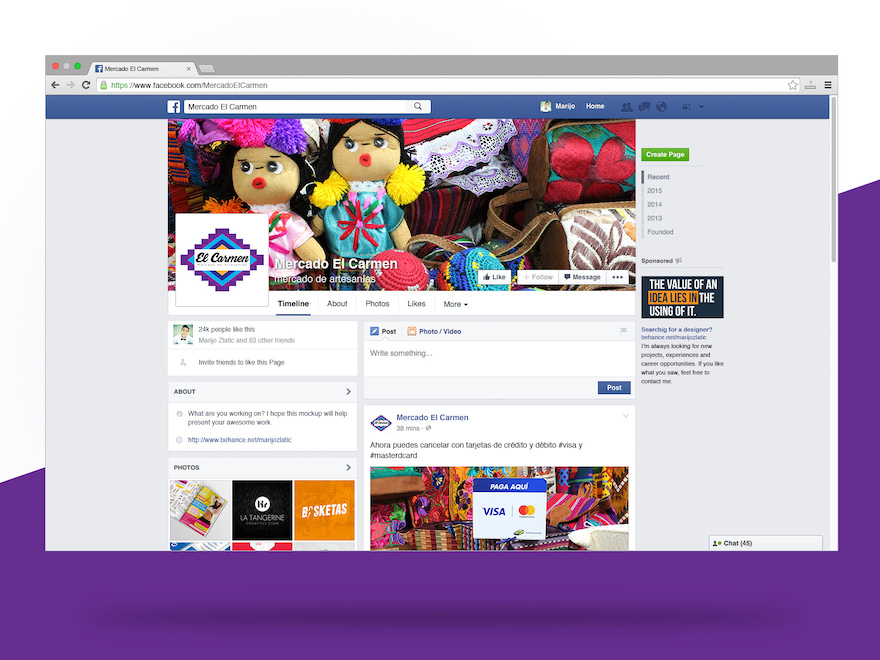 Mercado El Carmen
https://www.facebook.com/MercadoElCarmen
Mercado El Carmen
Marijo
Home
Create Page
Recent
2015
2014
2013
Founded
El Carmen
Mercado El Carmen
mercado de artesanías
Like
+ Follow
Message
Timeline
About
Photos
Likes
More
Sponsored
THE VALUE OF AN
IDEA LIES IN THE
USING OF IT.
Searchig for a designer?
behance.net/marijozlatic
I'm always looking for new
projects, experiences and
career opportunities. If you like
what you saw, feel free to
contact me.
24k people like this
Marijo Zlatic and 83 other friends
Invite friends to like this Page
ABOUT
What are you working on? I hope this mockup will help
present your awesome work.
http://www.behance.net/marijozlatic
PHOTOS
LA TANGERINE
BASKETAS
Post
Photo / Video
Write something...
Post
El Carmen
Mercado El Carmen
38 mins
Ahora puedes cancelar con tarjetas de crédito y débito #visa y
#masterdcard
PAGA AQUÍ
VISA
Chat (45)